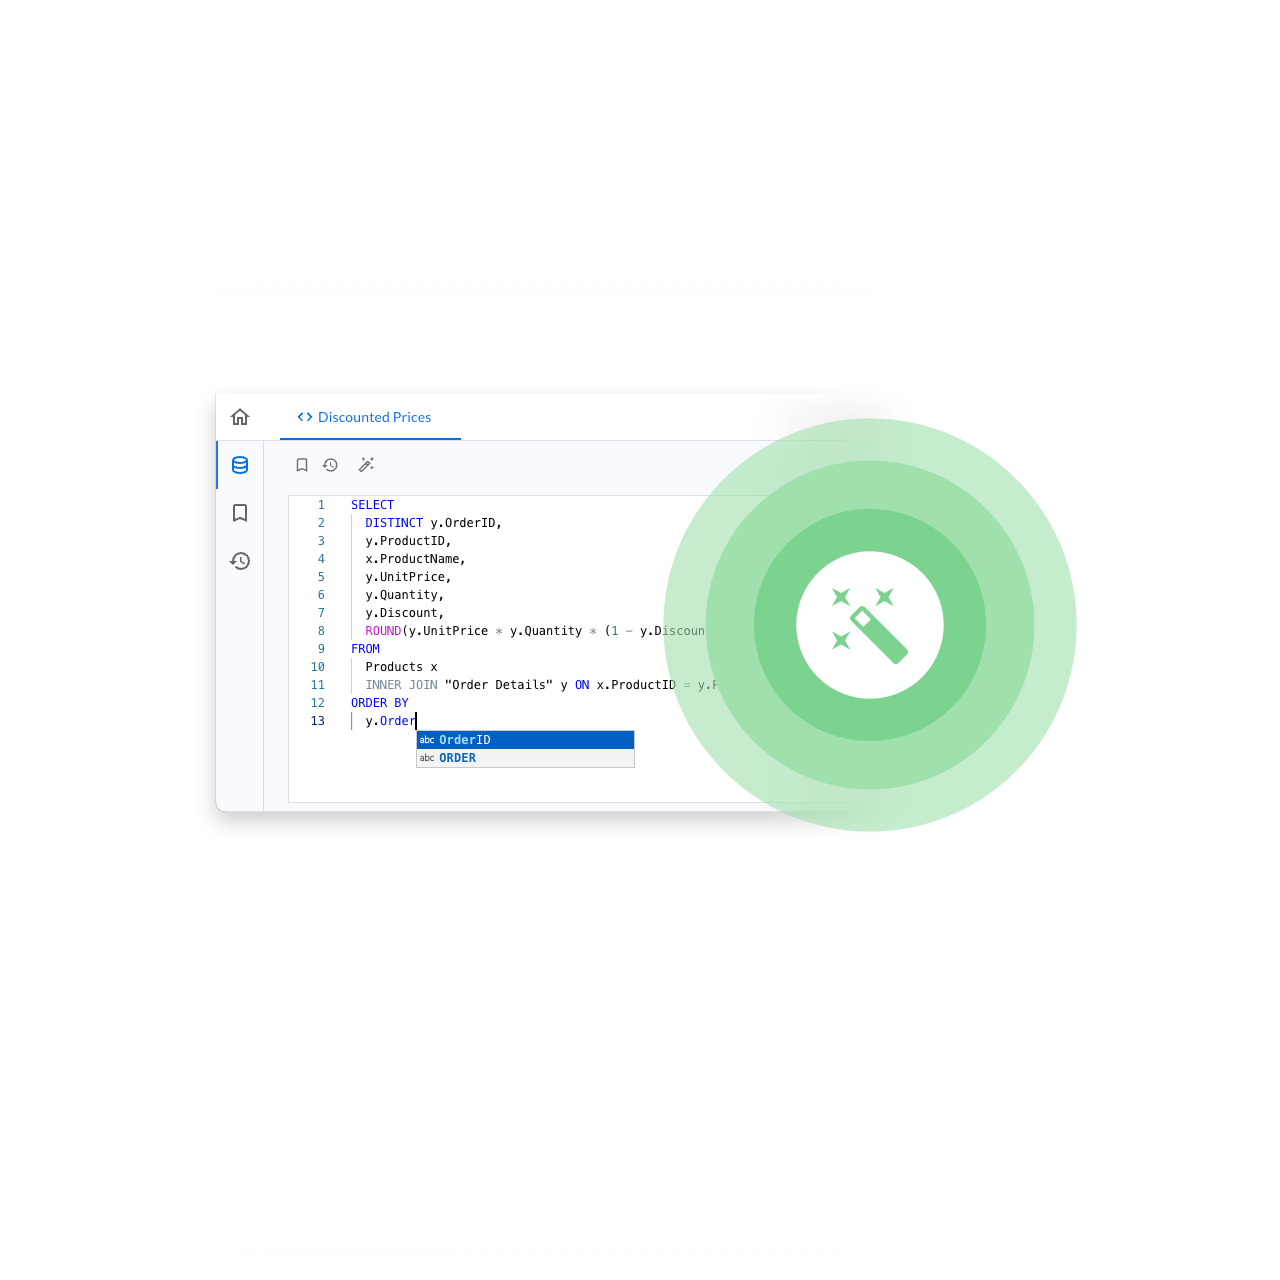 Discounted Prices
1 SELECT
2 DISTINCT y.OrderID,
3 y.ProductID,
4 x.ProductName,
5 y.UnitPrice,
6 y.Quantity,
7 y.Discount,
8 ROUND(y.UnitPrice * y.Quantity * (1 − y.Discoun
9 FROM
10 Products x
11 INNER JOIN "Order Details" y ON x.ProductID = y.P
12 ORDER BY
13 y.Order
abc OrderID
abc ORDER